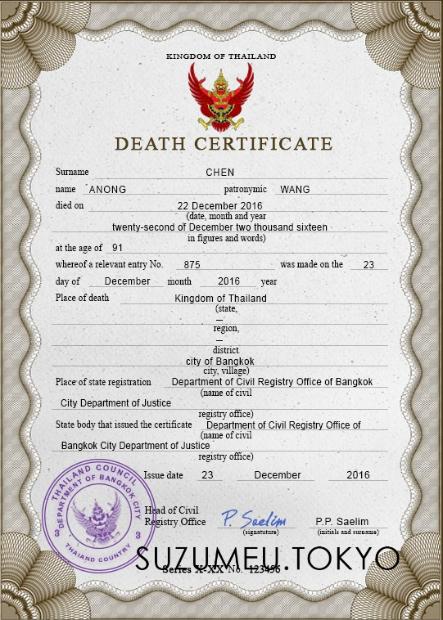 KINGDOM OF THAILAND
DEATH CERTIFICATE
Surname CHEN
name ANONG patronymic WANG
died on 22 December 2016
(date, month and year
twenty-second of December two thousand sixteen
in figures and words)
at the age of 91
whereof a relevant entry No. 875 was made on the 23
day of December month 2016 year
Place of death Kingdom of Thailand
(state,
—
region,
—
district
city of Bangkok
city, village)
Place of state registration Department of Civil Registry Office of Bangkok
(name of civil
City Department of Justice
registry office)
State body that issued the certificate Department of Civil Registry Office of
(name of civil
Bangkok City Department of Justice
registry office)
THAILAND COUNCIL
DEPARTMENT OF BANGKOK CITY
3 3
THAIAND COUNTRY
Issue date 23 December 2016
Head of Civil
Registry Office P. Saelim P.P. Saelim
(signature) (initials and surname)
SUZUMEU.TOKYO
Series X-XX No. 123456